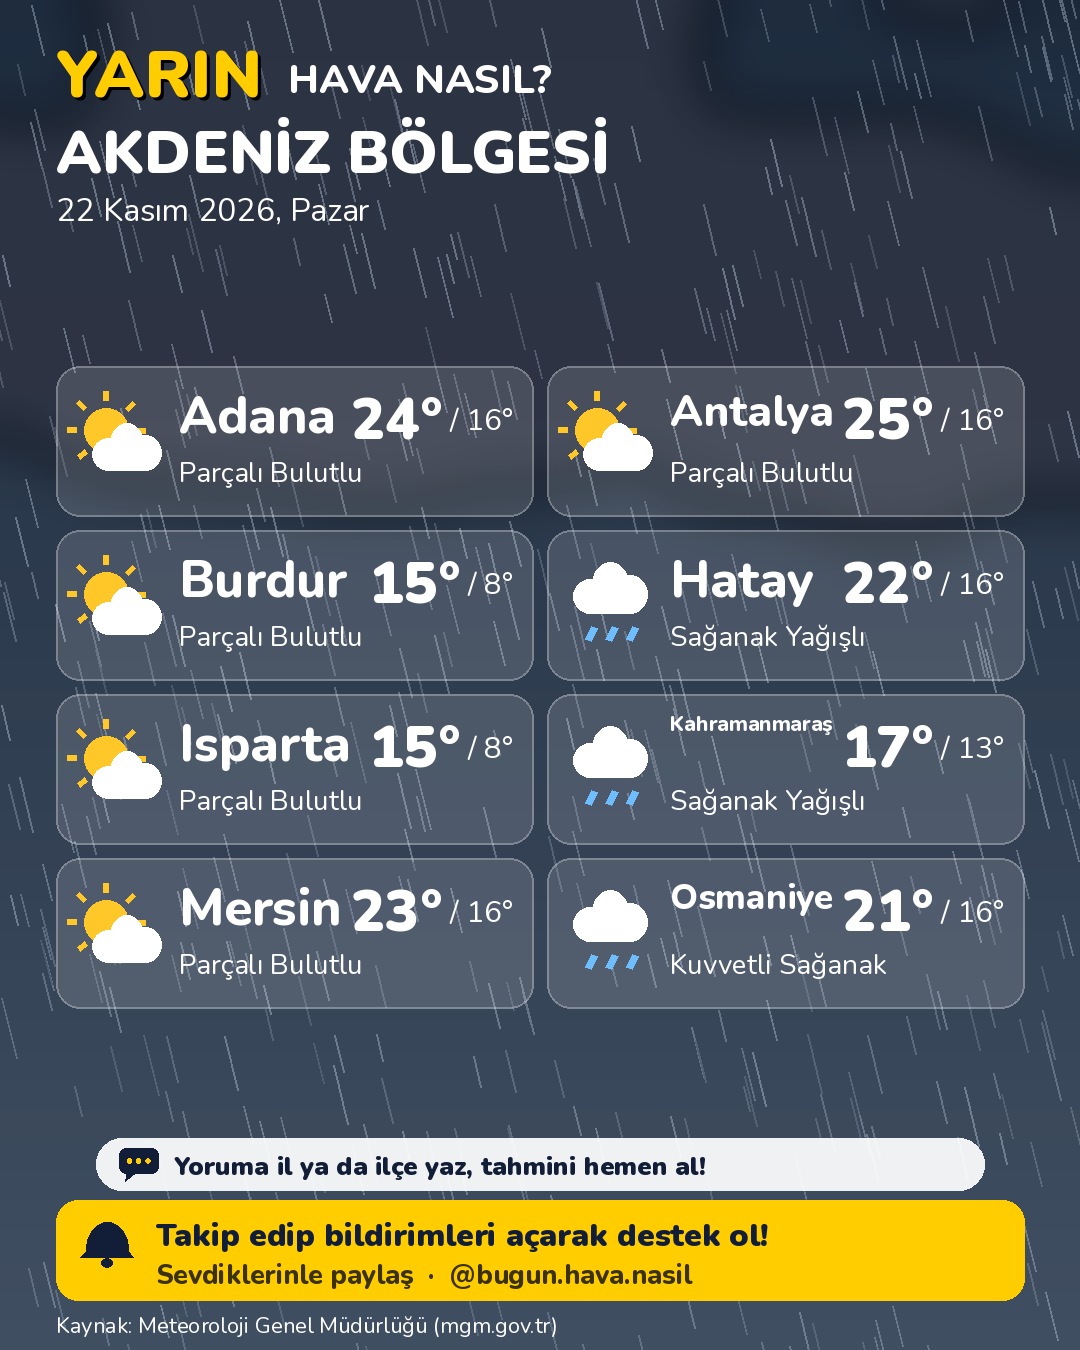 YARIN HAVA NASIL?
AKDENİZ BÖLGESİ
22 Kasım 2026, Pazar
Adana 24° / 16°
Parçalı Bulutlu
Antalya 25° / 16°
Parçalı Bulutlu
Burdur 15° / 8°
Parçalı Bulutlu
Hatay 22° / 16°
Sağanak Yağışlı
Isparta 15° / 8°
Parçalı Bulutlu
Kahramanmaraş 17° / 13°
Sağanak Yağışlı
Mersin 23° / 16°
Parçalı Bulutlu
Osmaniye 21° / 16°
Kuvvetli Sağanak
Yoruma il ya da ilçe yaz, tahmini hemen al!
Takip edip bildirimleri açarak destek ol!
Sevdiklerinle paylaş · @bugun.hava.nasil
Kaynak: Meteoroloji Genel Müdürlüğü (mgm.gov.tr)